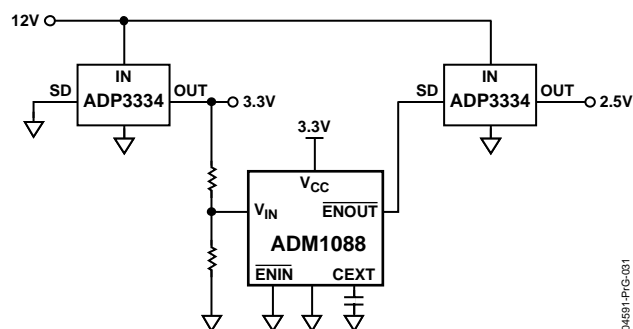 12V
IN
IN
SD
OUT
SD
OUT
ADP3334
3.3V
ADP3334
2.5V
3.3V
VCC
VIN
ENOUT
ADM1088
ENIN
CEXT
04591-PrG-031